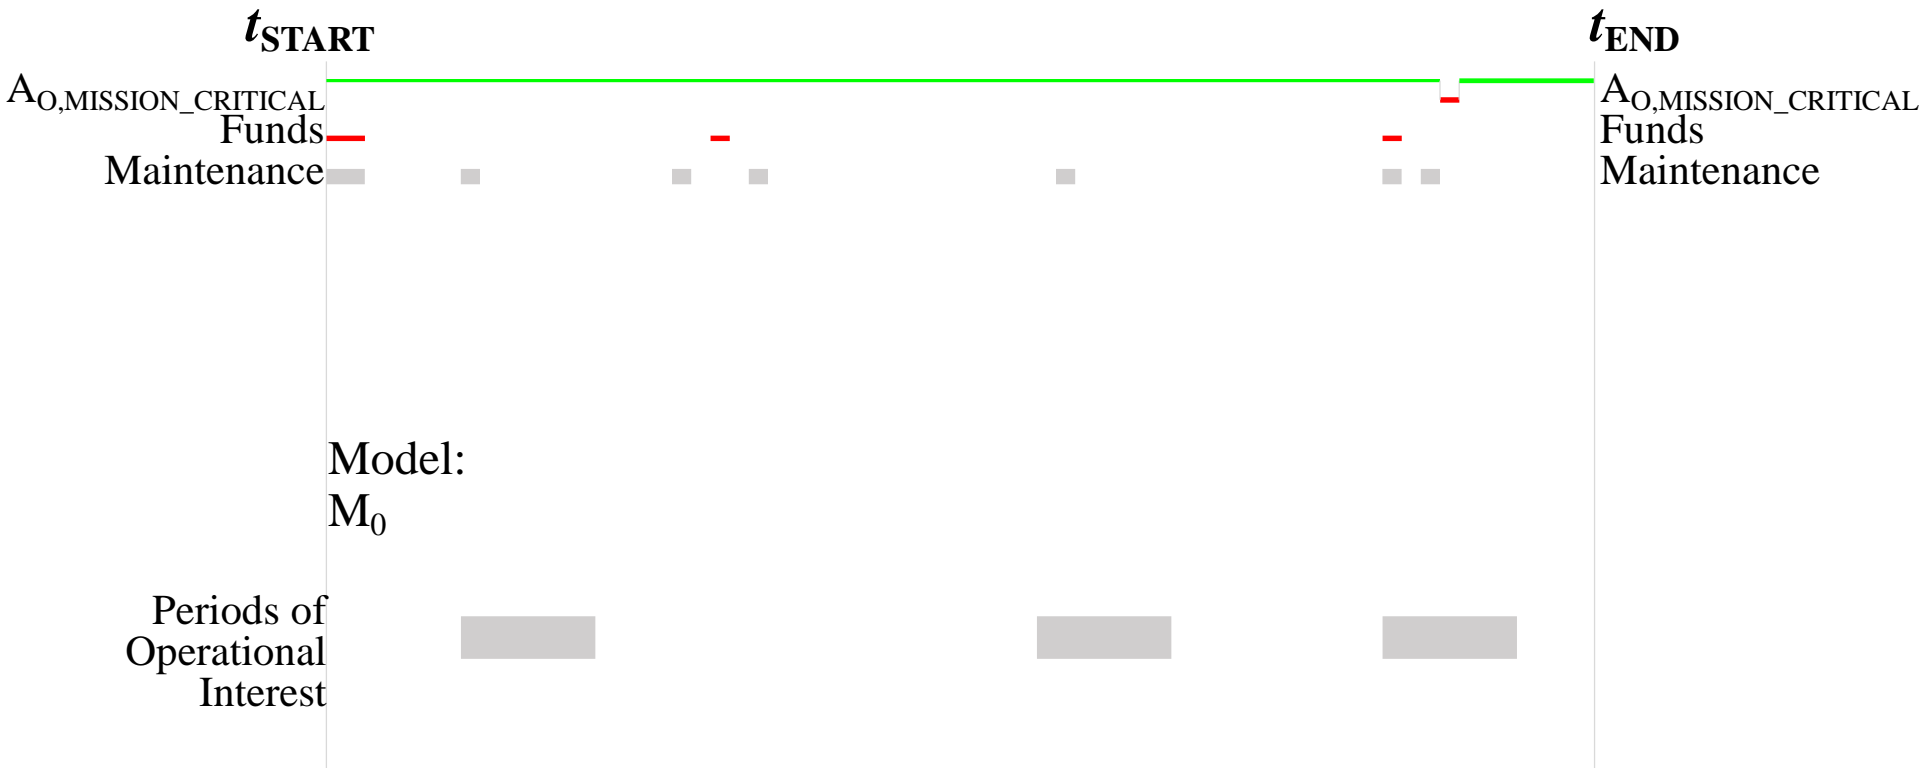 tSTART
tEND
AO,MISSION_CRITICAL
AO,MISSION_CRITICAL
Funds
Funds
Maintenance
Maintenance
Model:
M0
Periods of
Operational
Interest